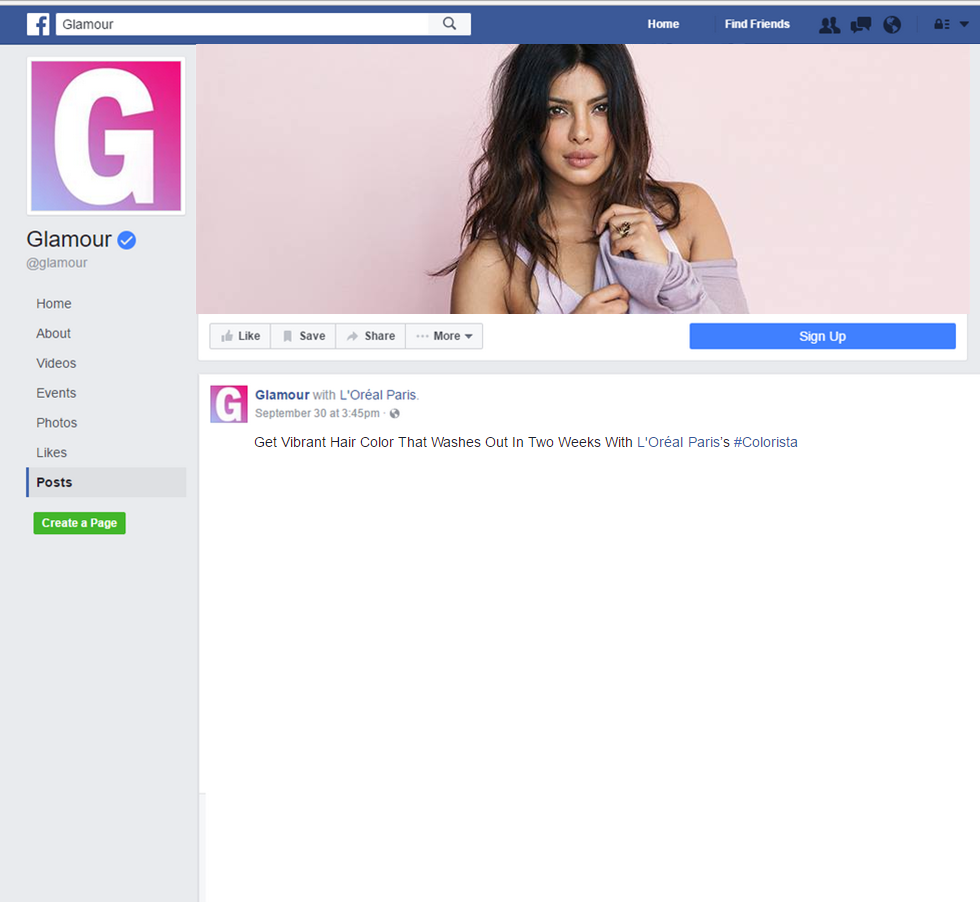 Glamour
Home
Find Friends
G
Glamour
@glamour
Home
About
Videos
Events
Photos
Likes
Posts
Create a Page
Like
Save
Share
More
Sign Up
G
Glamour with L'Oréal Paris.
September 30 at 3:45pm ·
Get Vibrant Hair Color That Washes Out In Two Weeks With L'Oréal Paris’s #Colorista